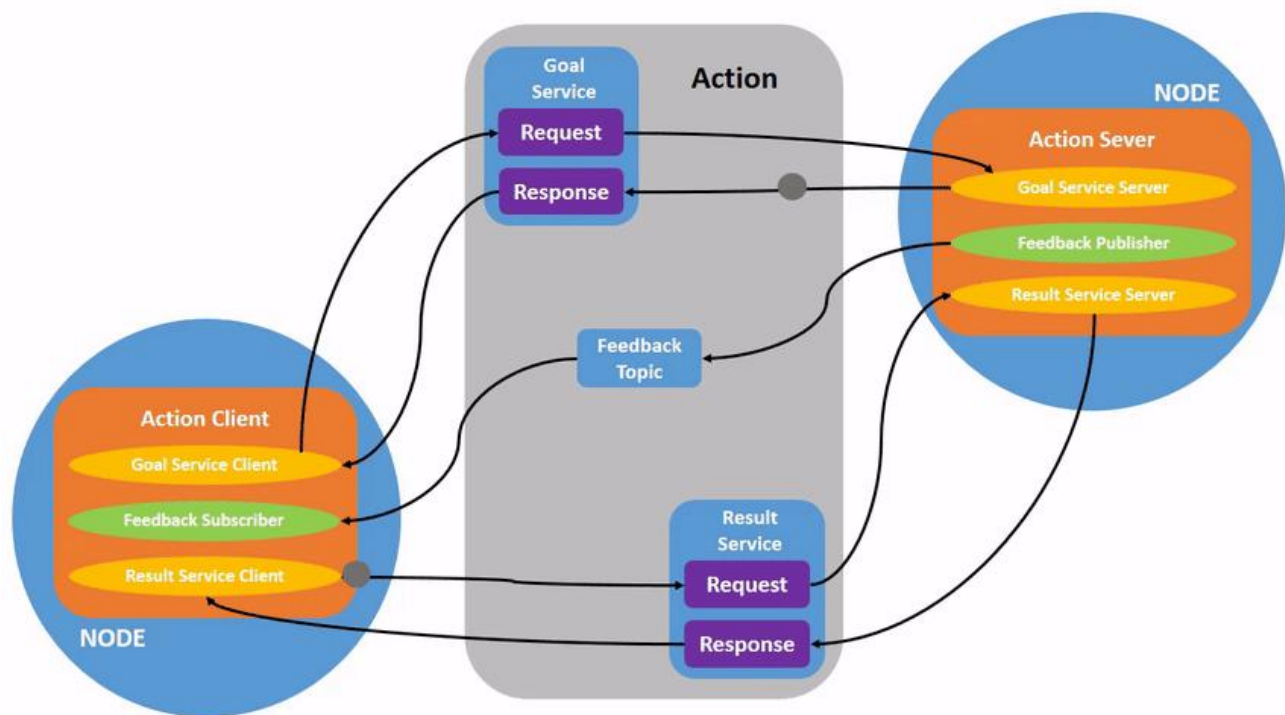 Goal
Service
Request
Response
Action
NODE
Action Sever
Goal Service Server
Feedback Publisher
Result Service Server
Feedback
Topic
Action Client
Goal Service Client
Feedback Subscriber
Result Service Client
NODE
Result
Service
Request
Response